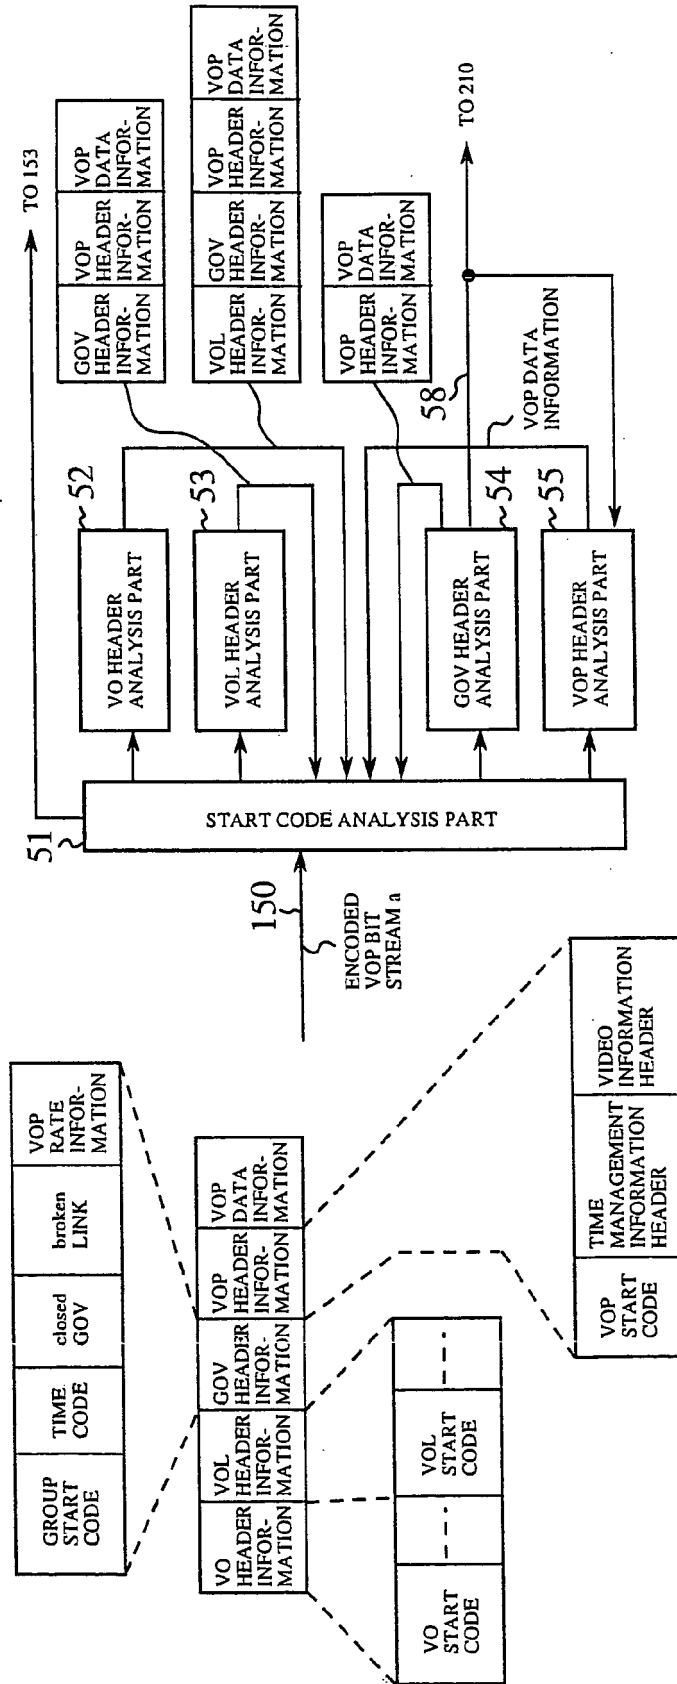 GROUP
START
CODE
TIME
CODE
closed
GOV
broken
LINK
VOP
RATE
INFOR-
MATION
VO
HEADER
INFOR-
MATION
VOL
HEADER
INFOR-
MATION
GOV
HEADER
INFOR-
MATION
VOP
HEADER
INFOR-
MATION
VOP
DATA
INFOR-
MATION
VO
START
CODE
VOL
START
CODE
VOP
START
CODE
TIME
MANAGEMENT
INFORMATION
HEADER
VIDEO
INFORMATION
HEADER
150
ENCODED
VOP BIT
STREAM a
51
START CODE ANALYSIS PART
TO 153
52
VO HEADER
ANALYSIS PART
53
VOL HEADER
ANALYSIS PART
GOV HEADER
ANALYSIS PART
54
VOP HEADER
ANALYSIS PART
55
GOV
HEADER
INFOR-
MATION
VOP
HEADER
INFOR-
MATION
VOP
DATA
INFOR-
MATION
VOL
HEADER
INFOR-
MATION
GOV
HEADER
INFOR-
MATION
VOP
HEADER
INFOR-
MATION
VOP
DATA
INFOR-
MATION
VOP
HEADER
INFOR-
MATION
VOP
DATA
INFOR-
MATION
58
TO 210
VOP DATA
INFORMATION